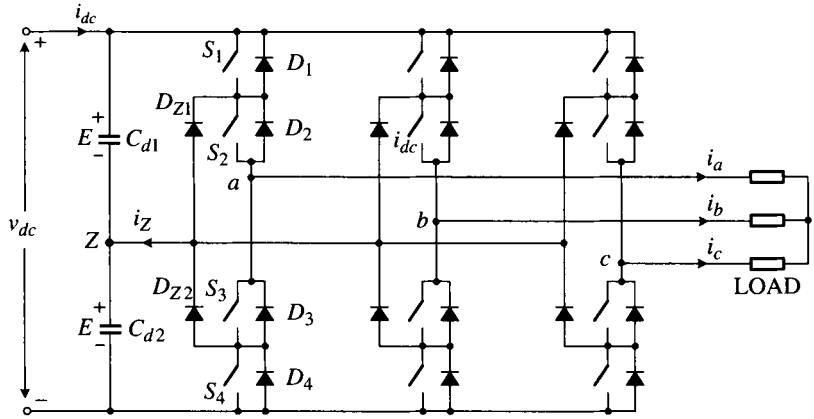 i_dc
+
S_1
D_1
D_Z1
+
E
C_d1
-
S_2
D_2
i_dc
a
i_a
v_dc
Z
i_Z
b
i_b
c
i_c
LOAD
D_Z2
S_3
D_3
+
E
C_d2
-
S_4
D_4
-